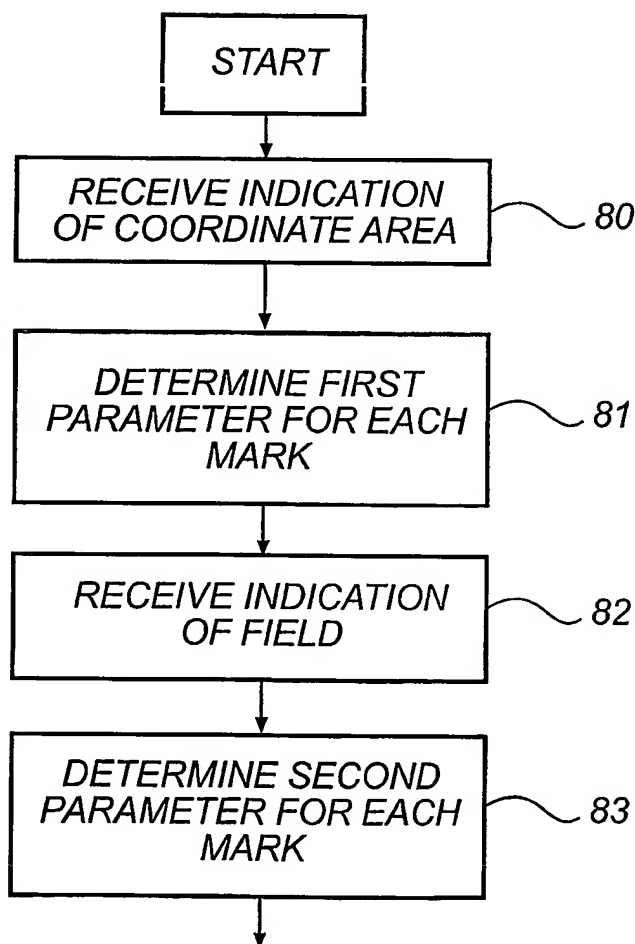 START
RECEIVE INDICATION
OF COORDINATE AREA
80
DETERMINE FIRST
PARAMETER FOR EACH
MARK
81
RECEIVE INDICATION
OF FIELD
82
DETERMINE SECOND
PARAMETER FOR EACH
MARK
83